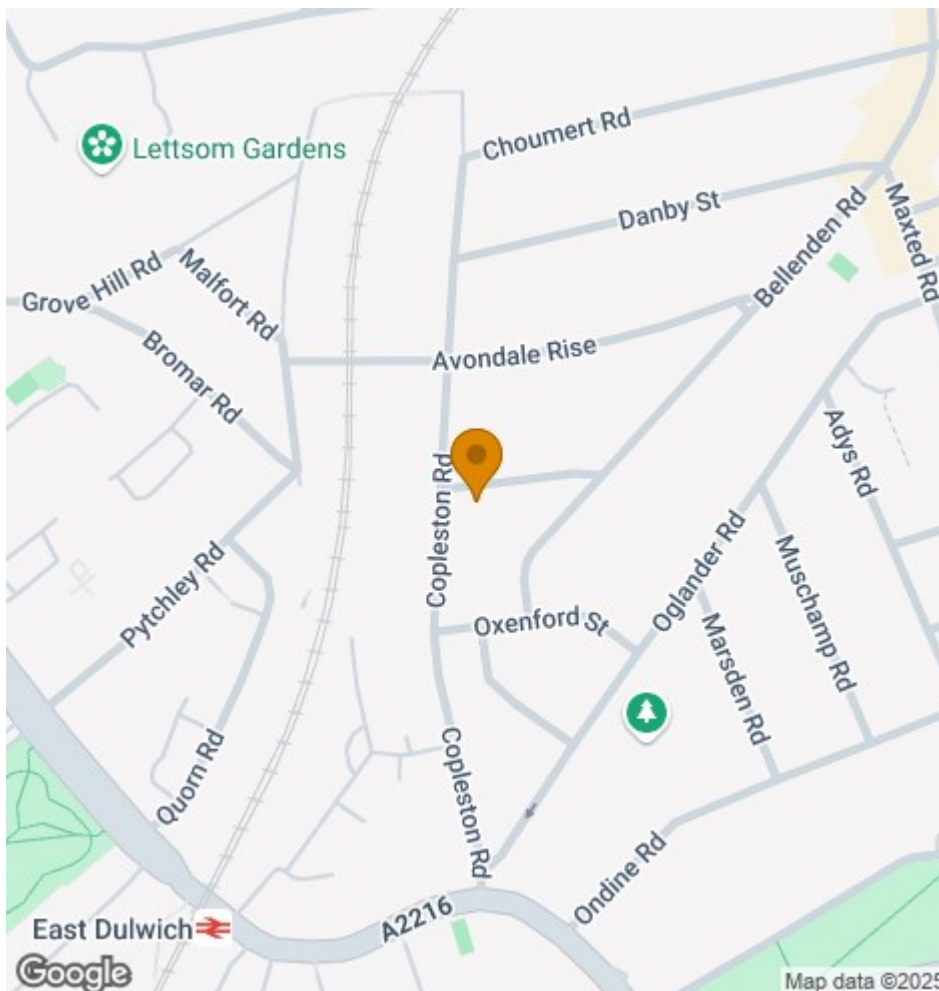 Choumert Rd
Lettsom Gardens
Danby St
Maxted Rd
Bellenden Rd
Malfort Rd
Grove Hill Rd
Avondale Rise
Bromar Rd
Adys Rd
Copleston Rd
Oglander Rd
Muschamp Rd
Pytchley Rd
Oxenford St
Marsden Rd
Quorn Rd
Copleston Rd
Ondine Rd
A2216
East Dulwich
Google
Map data ©2025